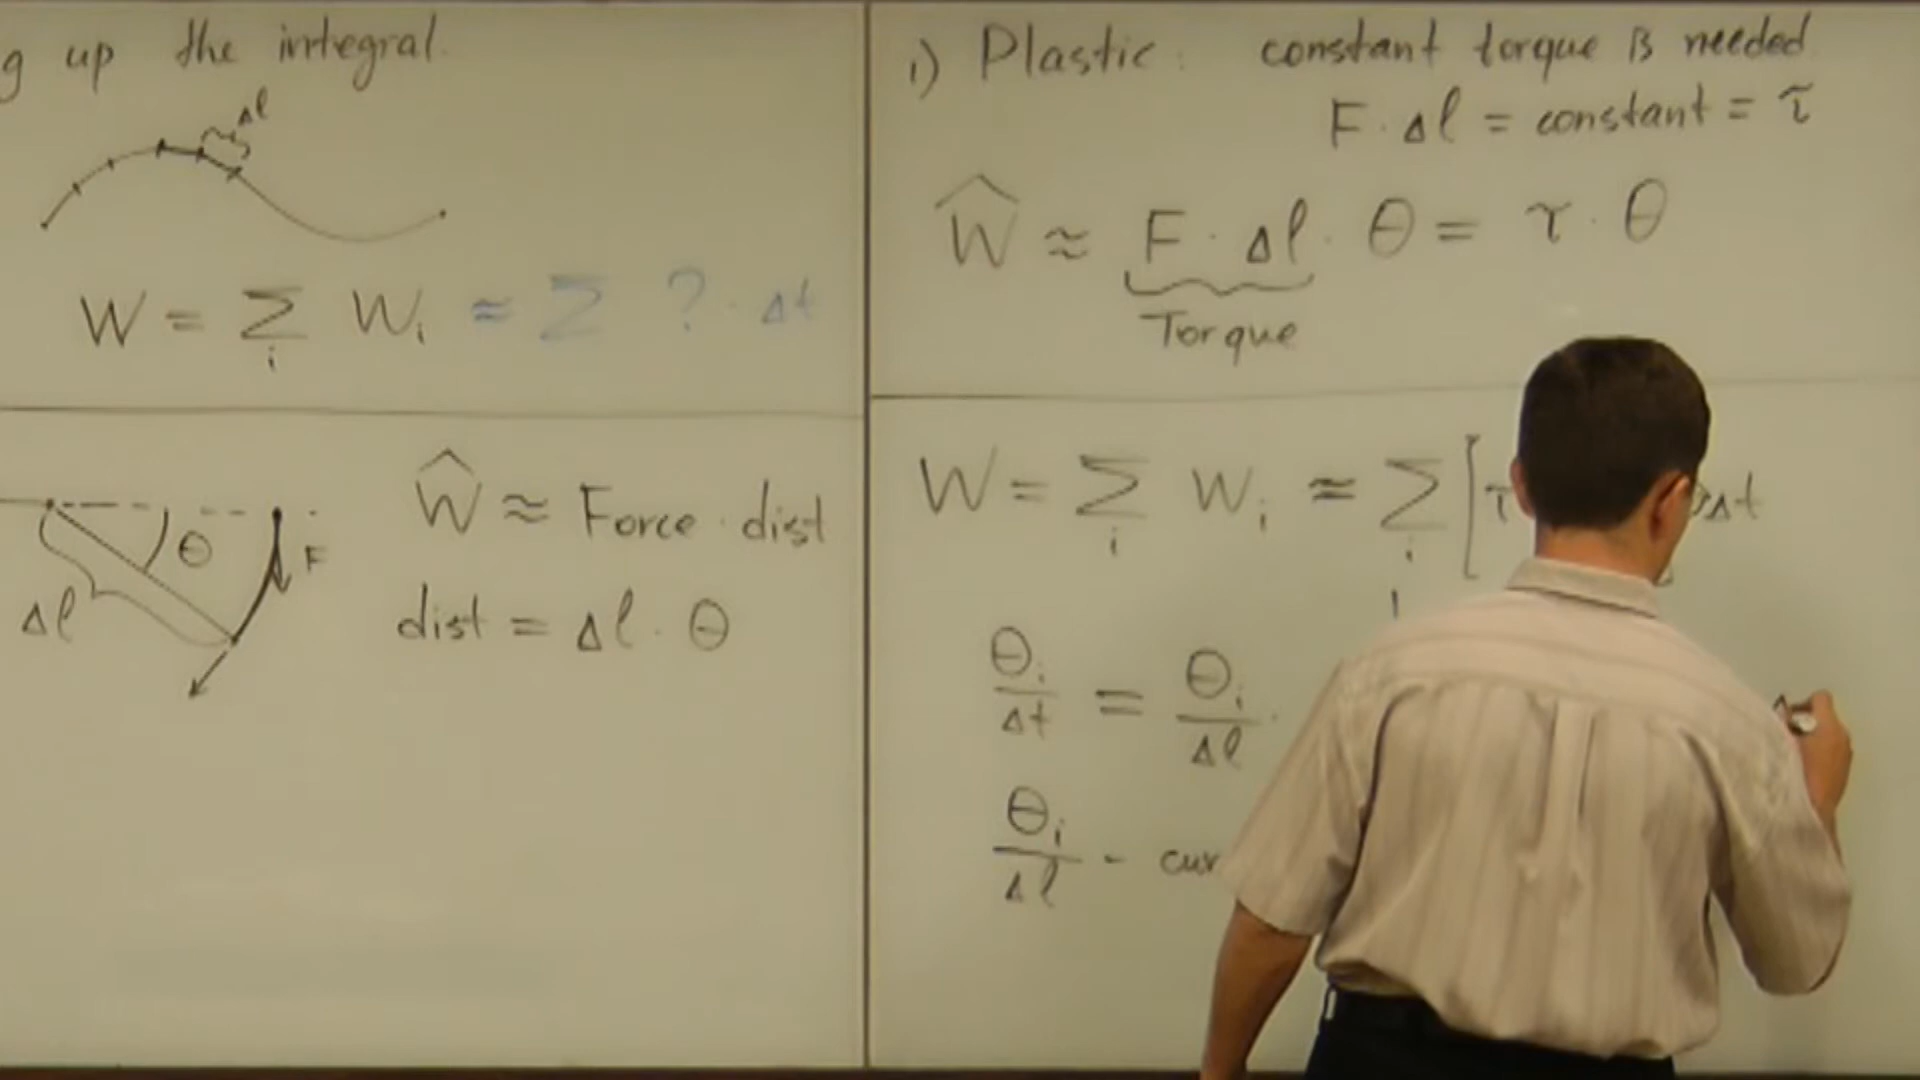 g up the integral.
Δl
W = Σ W_i ≈ Σ ? · Δt
i
Δl
θ
F
Ŵ ≈ Force · dist
dist = Δl · θ
i) Plastic: constant torque is needed
F · Δl = constant = τ
Ŵ ≈ F · Δl · θ = τ · θ
Torque
W = Σ W_i ≈ Σ [τ Δt
i i
θ_i/Δt = θ_i/Δl ·
θ_i/Δl - cur